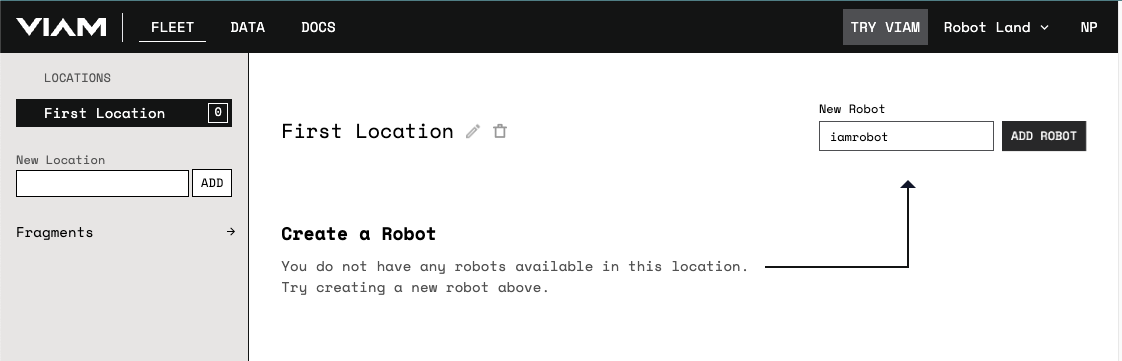 VIAM FLEET DATA DOCS TRY VIAM Robot Land NP
LOCATIONS
First Location 0
New Location
ADD
Fragments
First Location
New Robot
iamrobot ADD ROBOT
Create a Robot
You do not have any robots available in this location.
Try creating a new robot above.